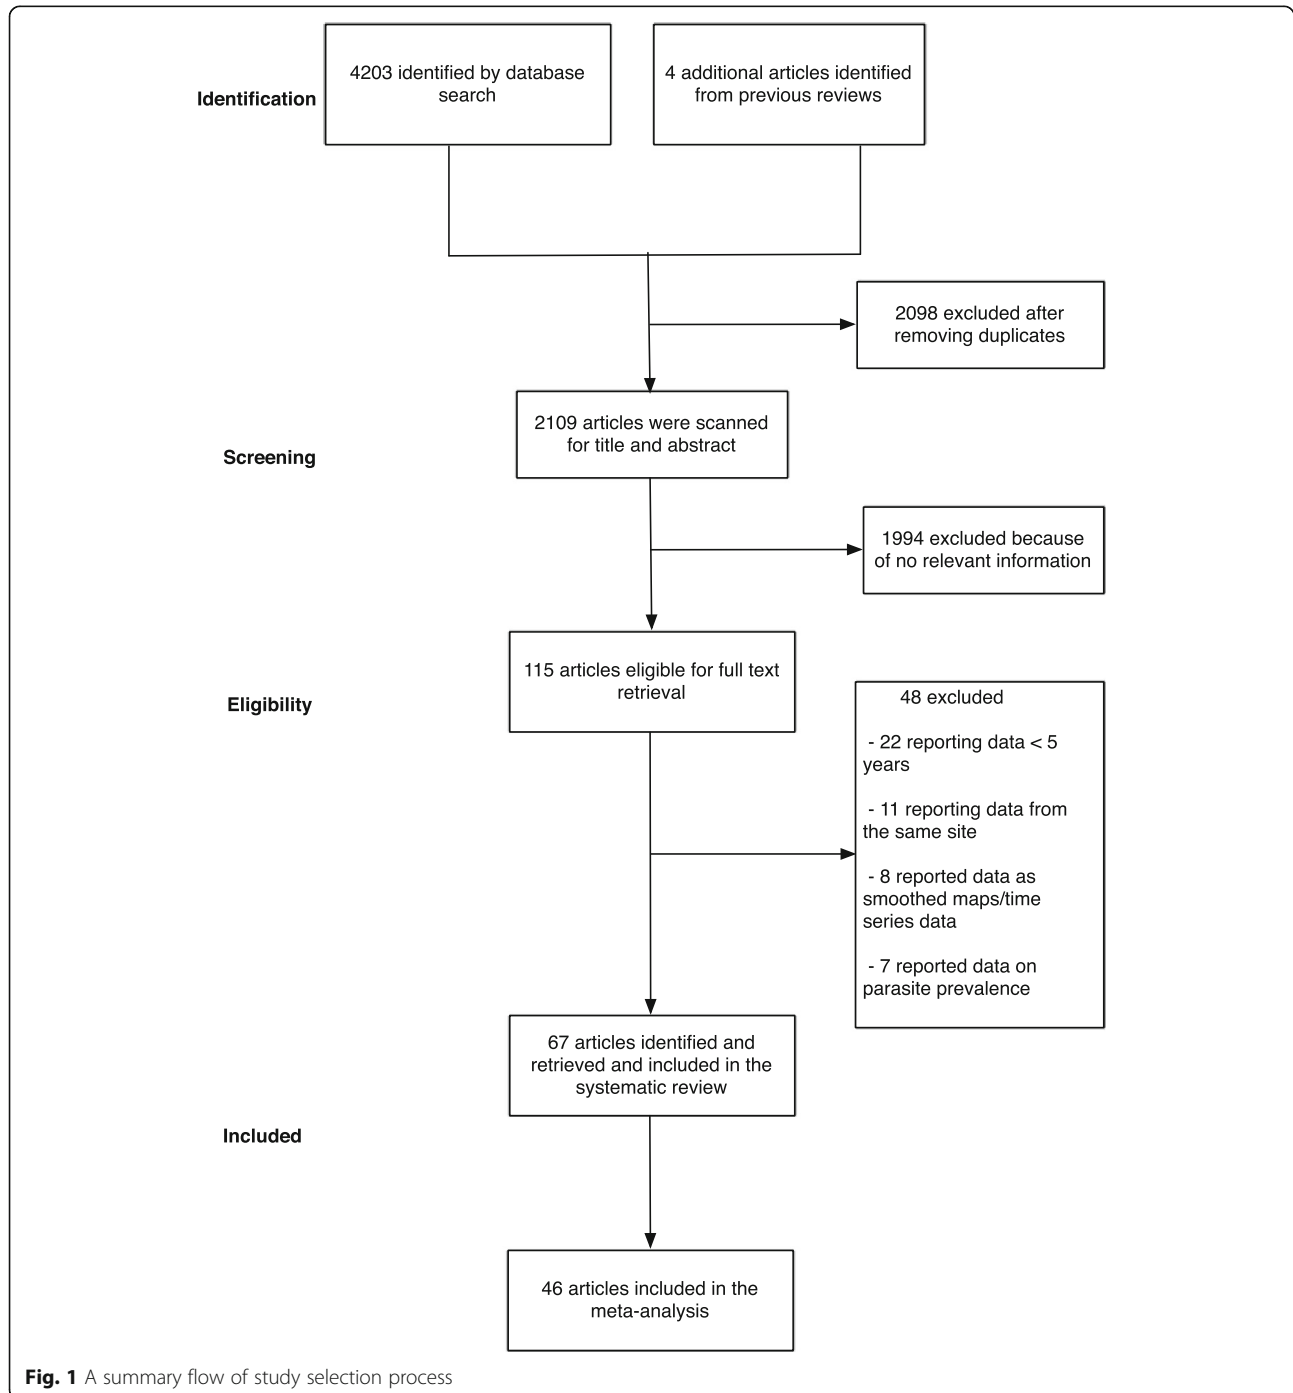 4203 identified by database
search
4 additional articles identified
from previous reviews
Identification
2098 excluded after
removing duplicates
2109 articles were scanned
for title and abstract
Screening
1994 excluded because
of no relevant information
115 articles eligible for full text
retrieval
Eligibility
48 excluded
- 22 reporting data < 5
years
- 11 reporting data from
the same site
- 8 reported data as
smoothed maps/time
series data
- 7 reported data on
parasite prevalence
67 articles identified and
retrieved and included in the
systematic review
Included
46 articles included in the
meta-analysis
Fig. 1 A summary flow of study selection process